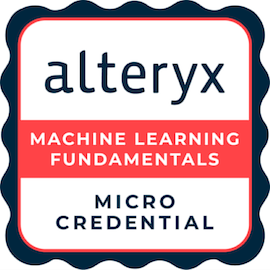 alteryx
MACHINE LEARNING
FUNDAMENTALS
MICRO
CREDENTIAL